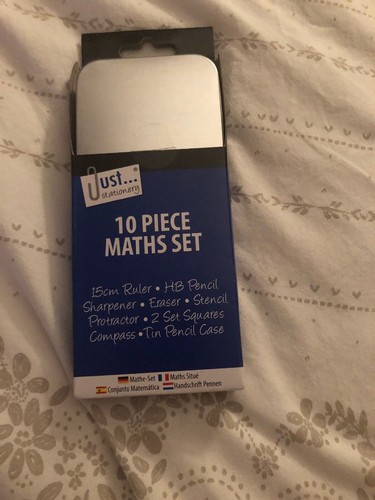 Just...
stationery
10 PIECE
MATHS SET
15cm Ruler • HB Pencil
Sharpener • Eraser • Stencil
Protractor • 2 Set Squares
Compass • Tin Pencil Case
Mathe-Set Maths Situé
Conjunto Matemática Handschrift Pennen